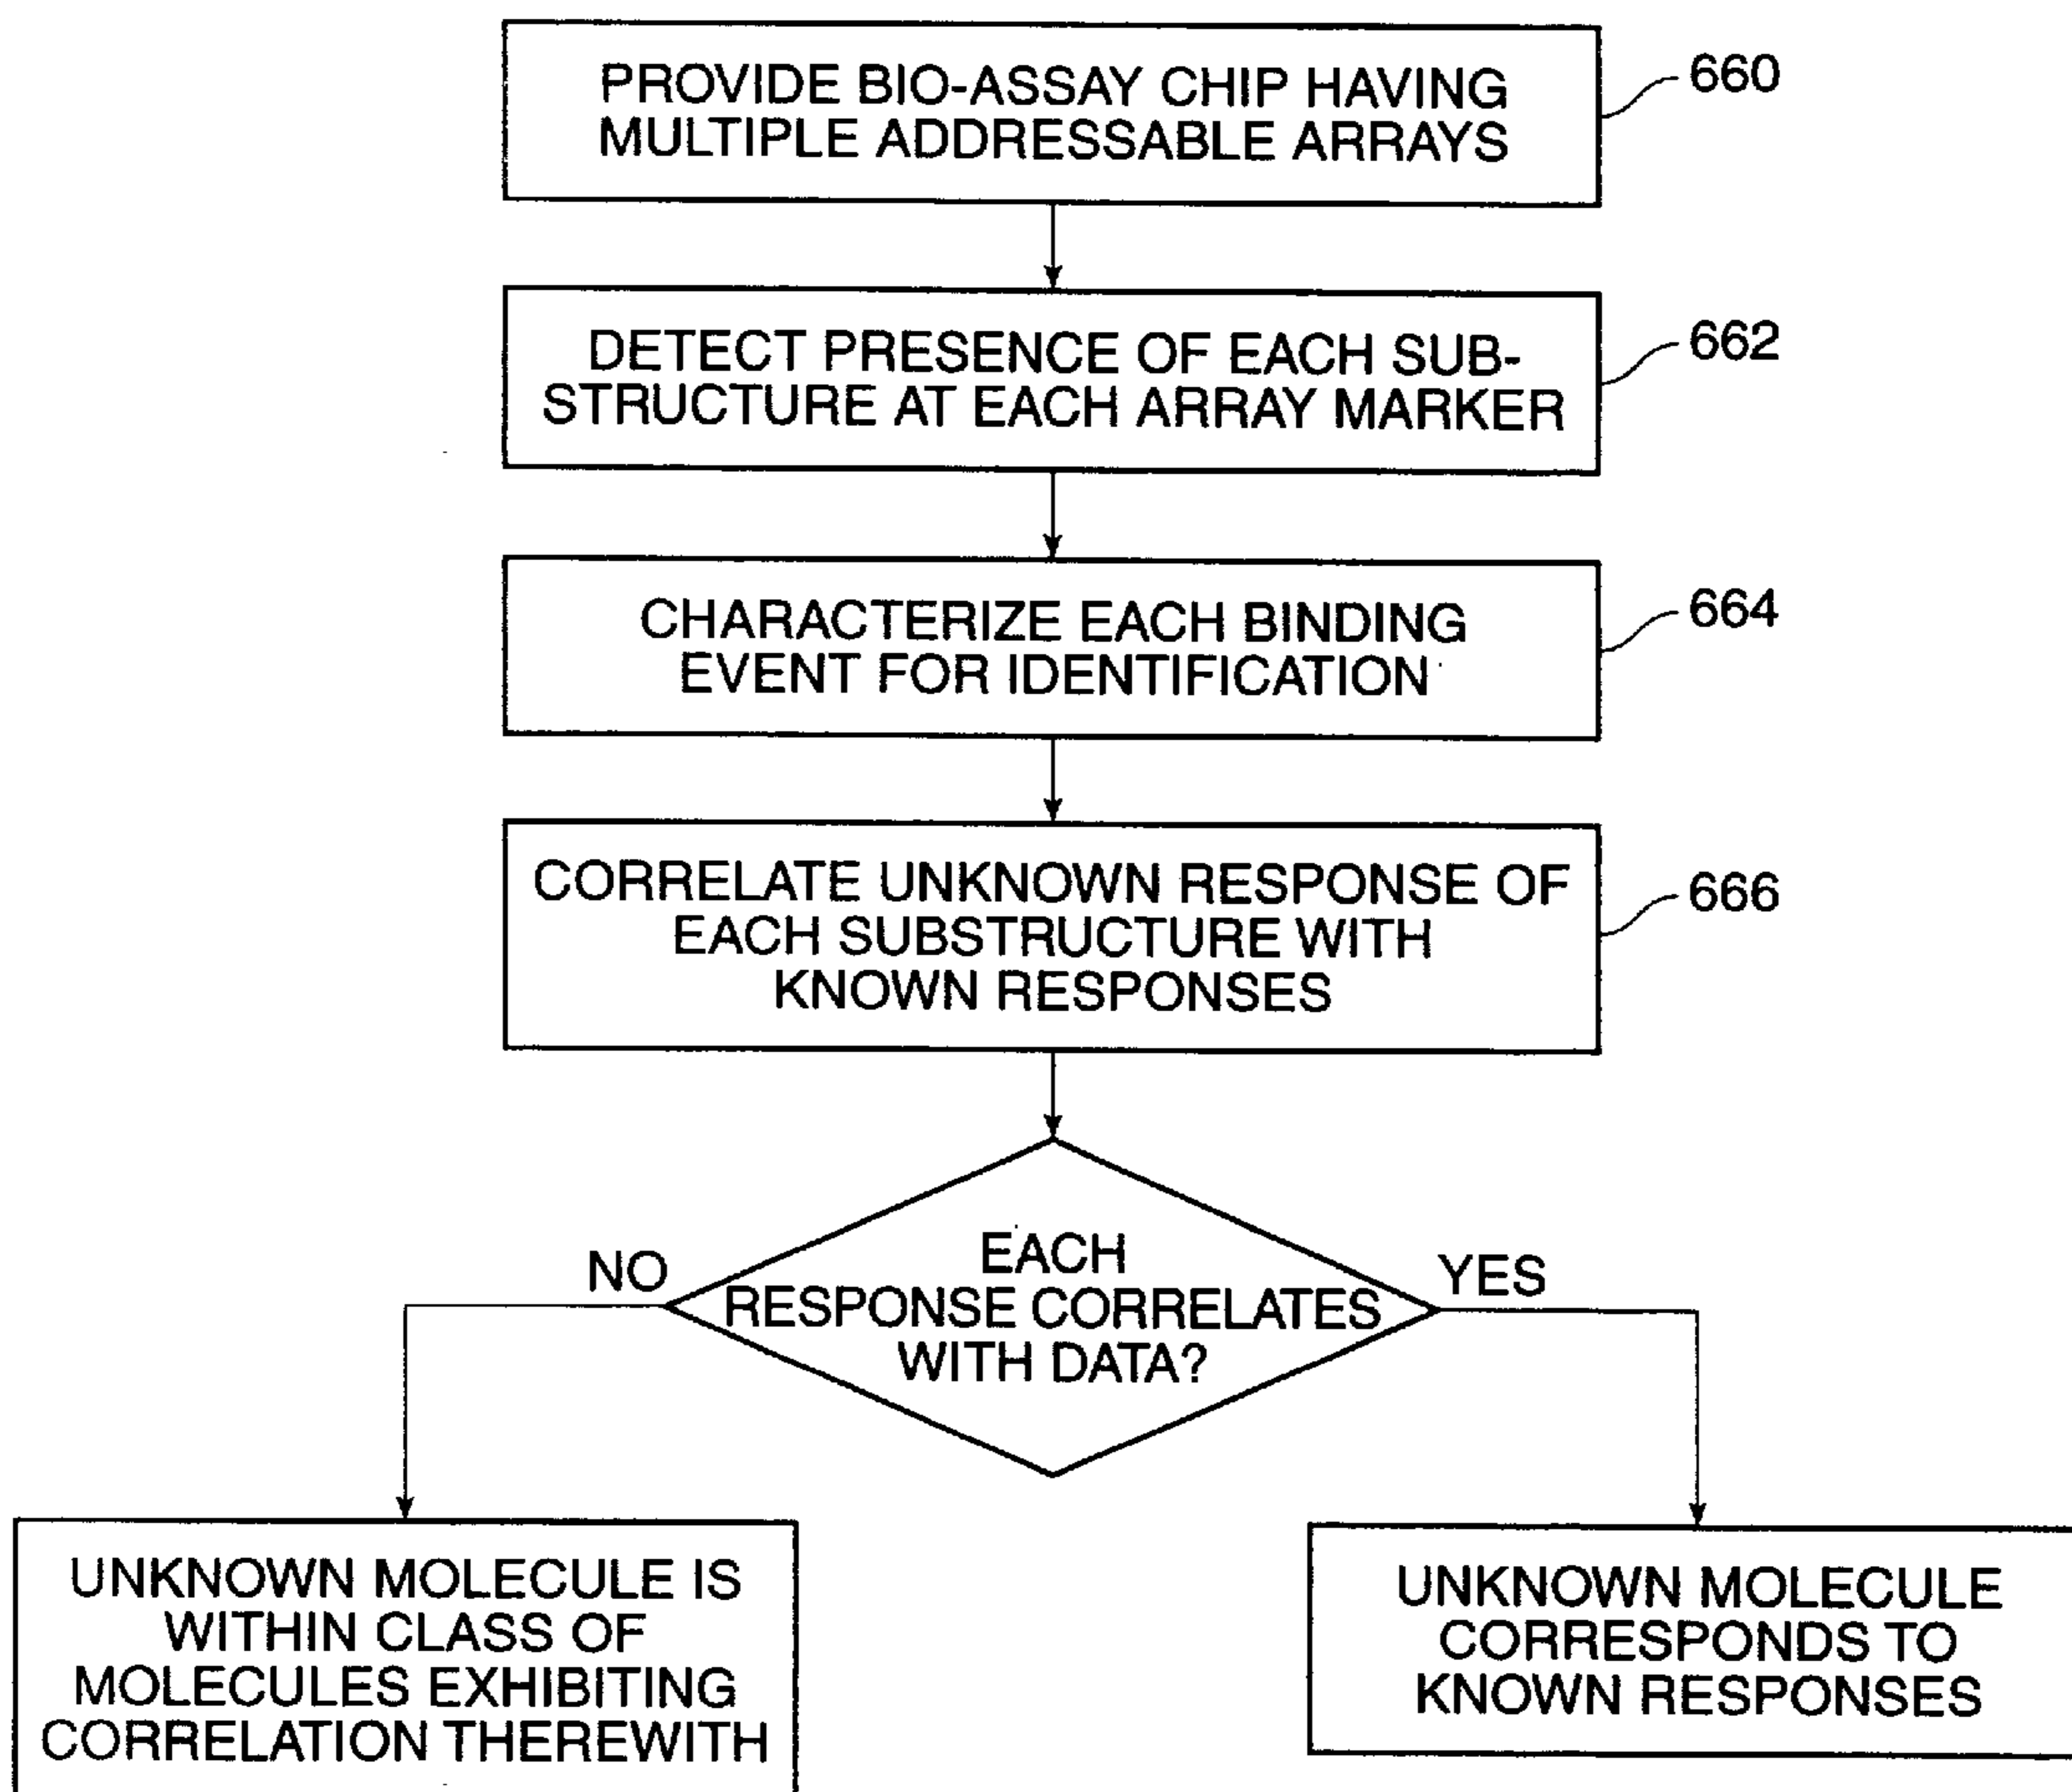 PROVIDE BIO-ASSAY CHIP HAVING
MULTIPLE ADDRESSABLE ARRAYS
660
DETECT PRESENCE OF EACH SUB-
STRUCTURE AT EACH ARRAY MARKER
662
CHARACTERIZE EACH BINDING
EVENT FOR IDENTIFICATION
664
CORRELATE UNKNOWN RESPONSE OF
EACH SUBSTRUCTURE WITH
KNOWN RESPONSES
666
EACH
RESPONSE CORRELATES
WITH DATA?
NO
YES
UNKNOWN MOLECULE IS
WITHIN CLASS OF
MOLECULES EXHIBITING
CORRELATION THEREWITH
UNKNOWN MOLECULE
CORRESPONDS TO
KNOWN RESPONSES